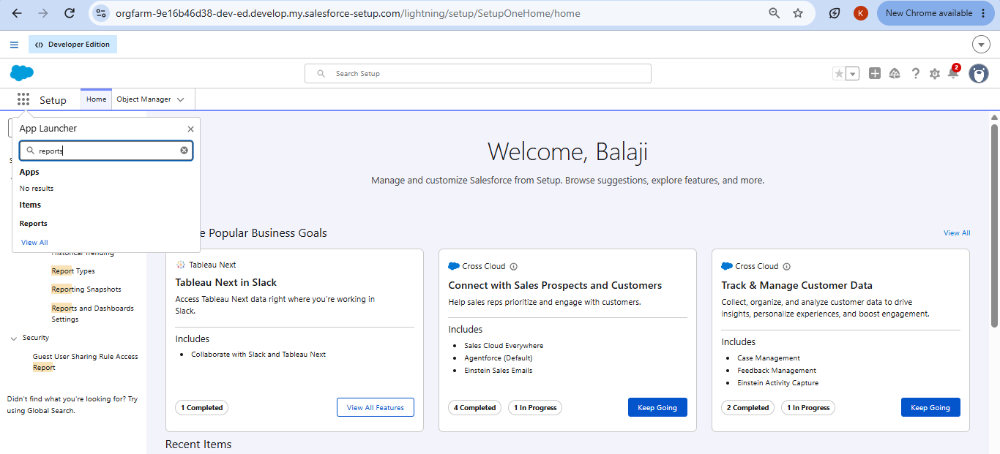 orgfarm-9e16b46d38-dev-ed.develop.my.salesforce-setup.com/lightning/setup/SetupOneHome/home
K
New Chrome available
Developer Edition
Search Setup
2
Setup
Home
Object Manager
App Launcher
reports
Apps
No results
Items
Reports
View All
Historical Trending
Report Types
Reporting Snapshots
Reports and Dashboards
Settings
Security
Guest User Sharing Rule Access
Report
Didn't find what you're looking for? Try
using Global Search.
Welcome, Balaji
Manage and customize Salesforce from Setup. Browse suggestions, explore features, and more.
Popular Business Goals
View All
Tableau Next
Tableau Next in Slack
Access Tableau Next data right where you're working in
Slack.
Includes
Collaborate with Slack and Tableau Next
1 Completed
View All Features
Cross Cloud
Connect with Sales Prospects and Customers
Help sales reps prioritize and engage with customers.
Includes
Sales Cloud Everywhere
Agentforce (Default)
Einstein Sales Emails
4 Completed
1 In Progress
Keep Going
Cross Cloud
Track & Manage Customer Data
Collect, organize, and analyze customer data to drive
insights, personalize experiences, and boost engagement.
Includes
Case Management
Feedback Management
Einstein Activity Capture
2 Completed
1 In Progress
Keep Going
Recent Items